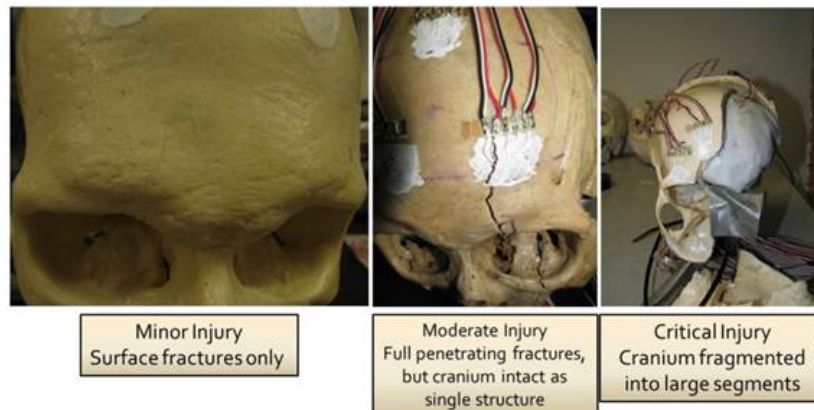 Minor Injury
Surface fractures only
Moderate Injury
Full penetrating fractures,
but cranium intact as
single structure
Critical Injury
Cranium fragmented
into large segments